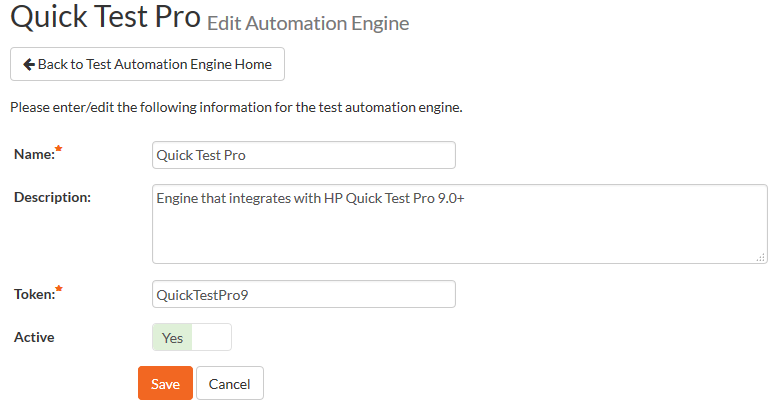 Quick Test Pro Edit Automation Engine
Back to Test Automation Engine Home
Please enter/edit the following information for the test automation engine.
Name:* Quick Test Pro
Description: Engine that integrates with HP Quick Test Pro 9.0+
Token:* QuickTestPro9
Active Yes
Save Cancel